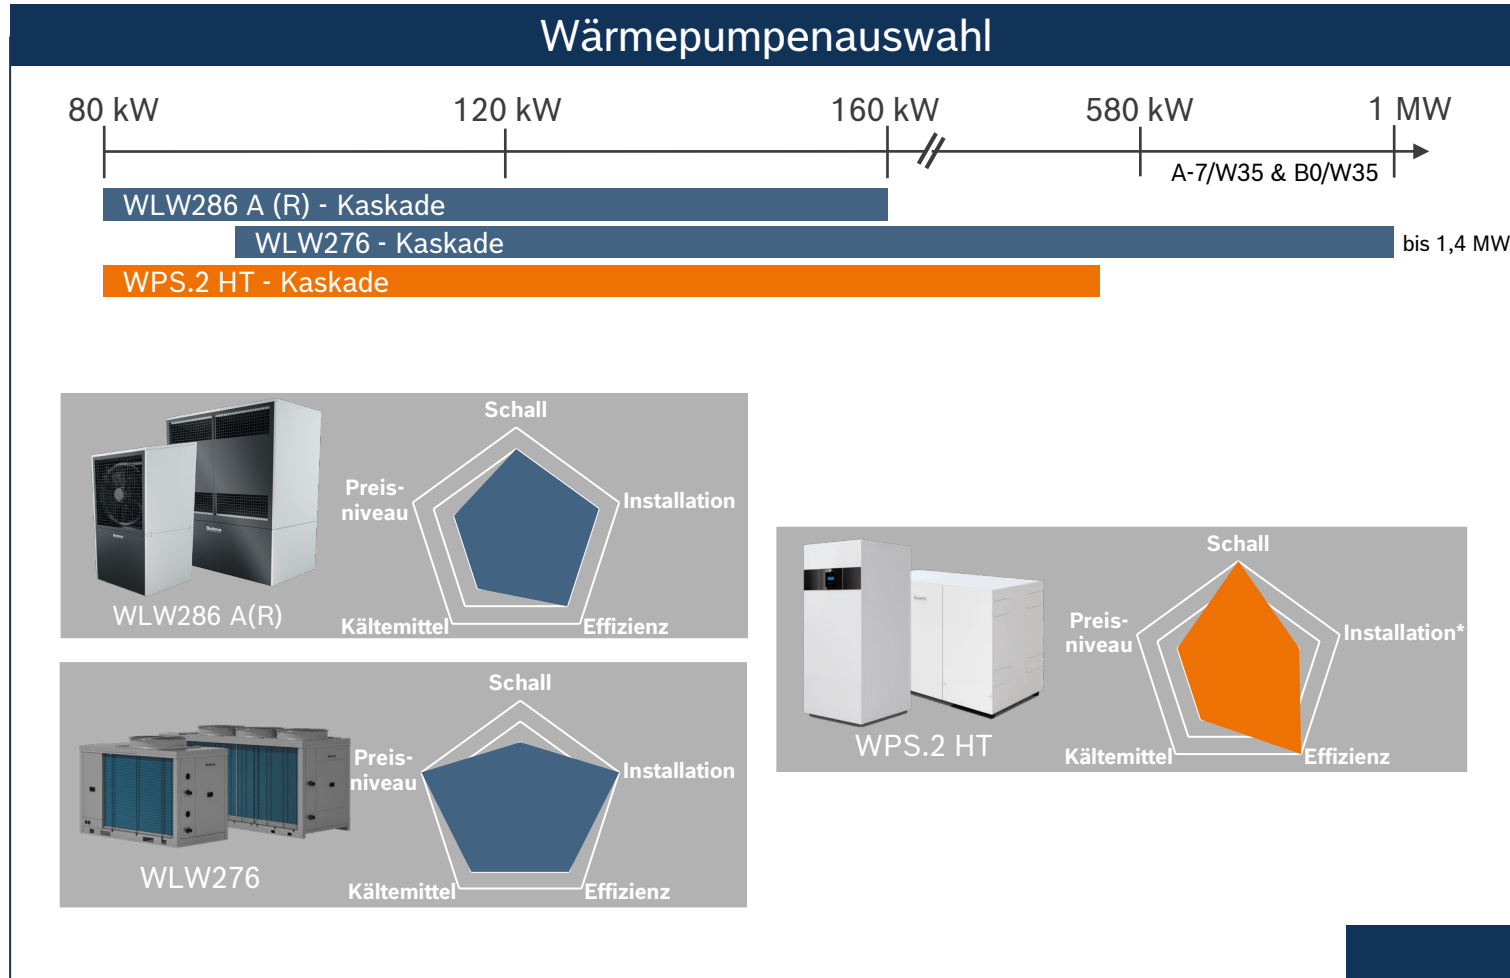 Wärmepumpenauswahl
80 kW
120 kW
160 kW
580 kW
1 MW
A-7/W35 & B0/W35
WLW286 A (R) - Kaskade
WLW276 - Kaskade
bis 1,4 MW
WPS.2 HT - Kaskade
Schall
Preis-
niveau
Installation
Kältemittel
Effizienz
WLW286 A(R)
Schall
Preis-
niveau
Installation
Kältemittel
Effizienz
WLW276
Schall
Preis-
niveau
Installation*
Kältemittel
Effizienz
WPS.2 HT